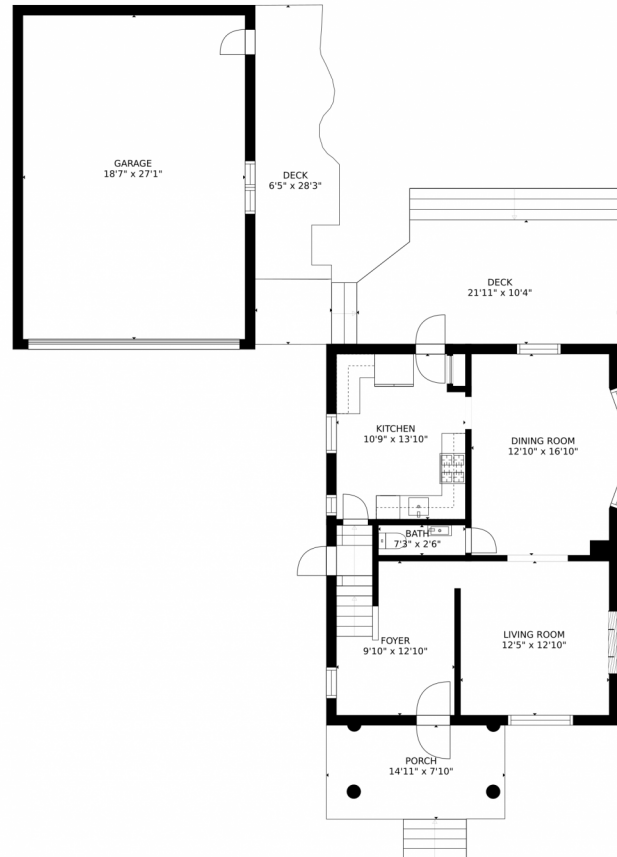 GARAGE
18'7" x 27'1"
DECK
6'5" x 28'3"
DECK
21'11" x 10'4"
KITCHEN
10'9" x 13'10"
DINING ROOM
12'10" x 16'10"
BATH
7'3" x 2'6"
FOYER
9'10" x 12'10"
LIVING ROOM
12'5" x 12'10"
PORCH
14'11" x 7'10"